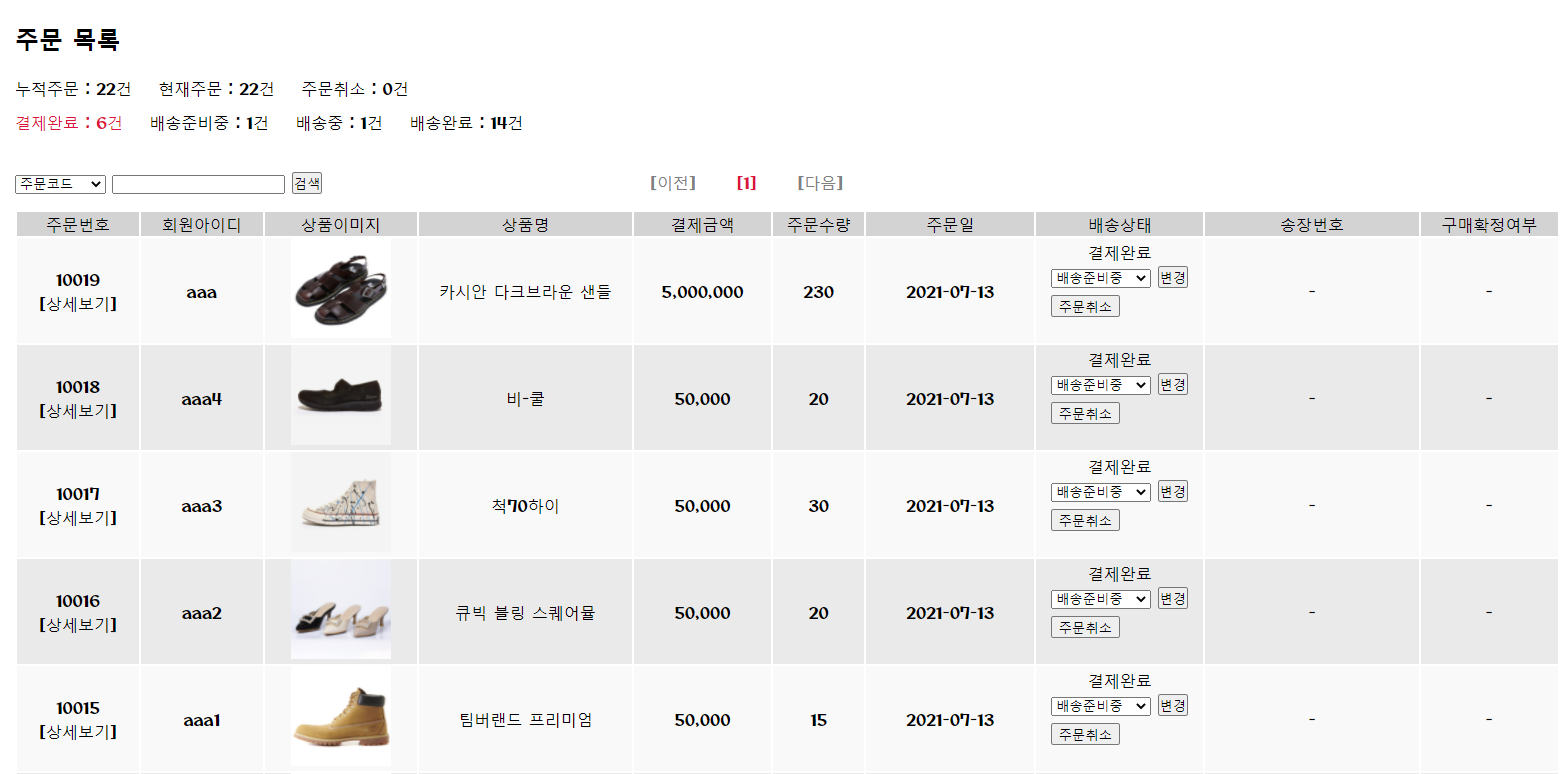 주문 목록
누적주문 : 22건 현재주문 : 22건 주문취소 : 0건
결제완료 : 6건 배송준비중 : 1건 배송중 : 1건 배송완료 : 14건
주문코드 검색 [이전] [1] [다음]
주문번호 회원아이디 상품이미지 상품명 결제금액 주문수량 주문일 배송상태 송장번호 구매확정여부
10019 [상세보기] aaa 카시안 다크브라운 샌들 5,000,000 230 2021-07-13 결제완료 배송준비중 변경 주문취소 - -
10018 [상세보기] aaa4 비-쿨 50,000 20 2021-07-13 결제완료 배송준비중 변경 주문취소 - -
10017 [상세보기] aaa3 척70하이 50,000 30 2021-07-13 결제완료 배송준비중 변경 주문취소 - -
10016 [상세보기] aaa2 큐빅 블링 스퀘어뮬 50,000 20 2021-07-13 결제완료 배송준비중 변경 주문취소 - -
10015 [상세보기] aaa1 팀버랜드 프리미엄 50,000 15 2021-07-13 결제완료 배송준비중 변경 주문취소 - -